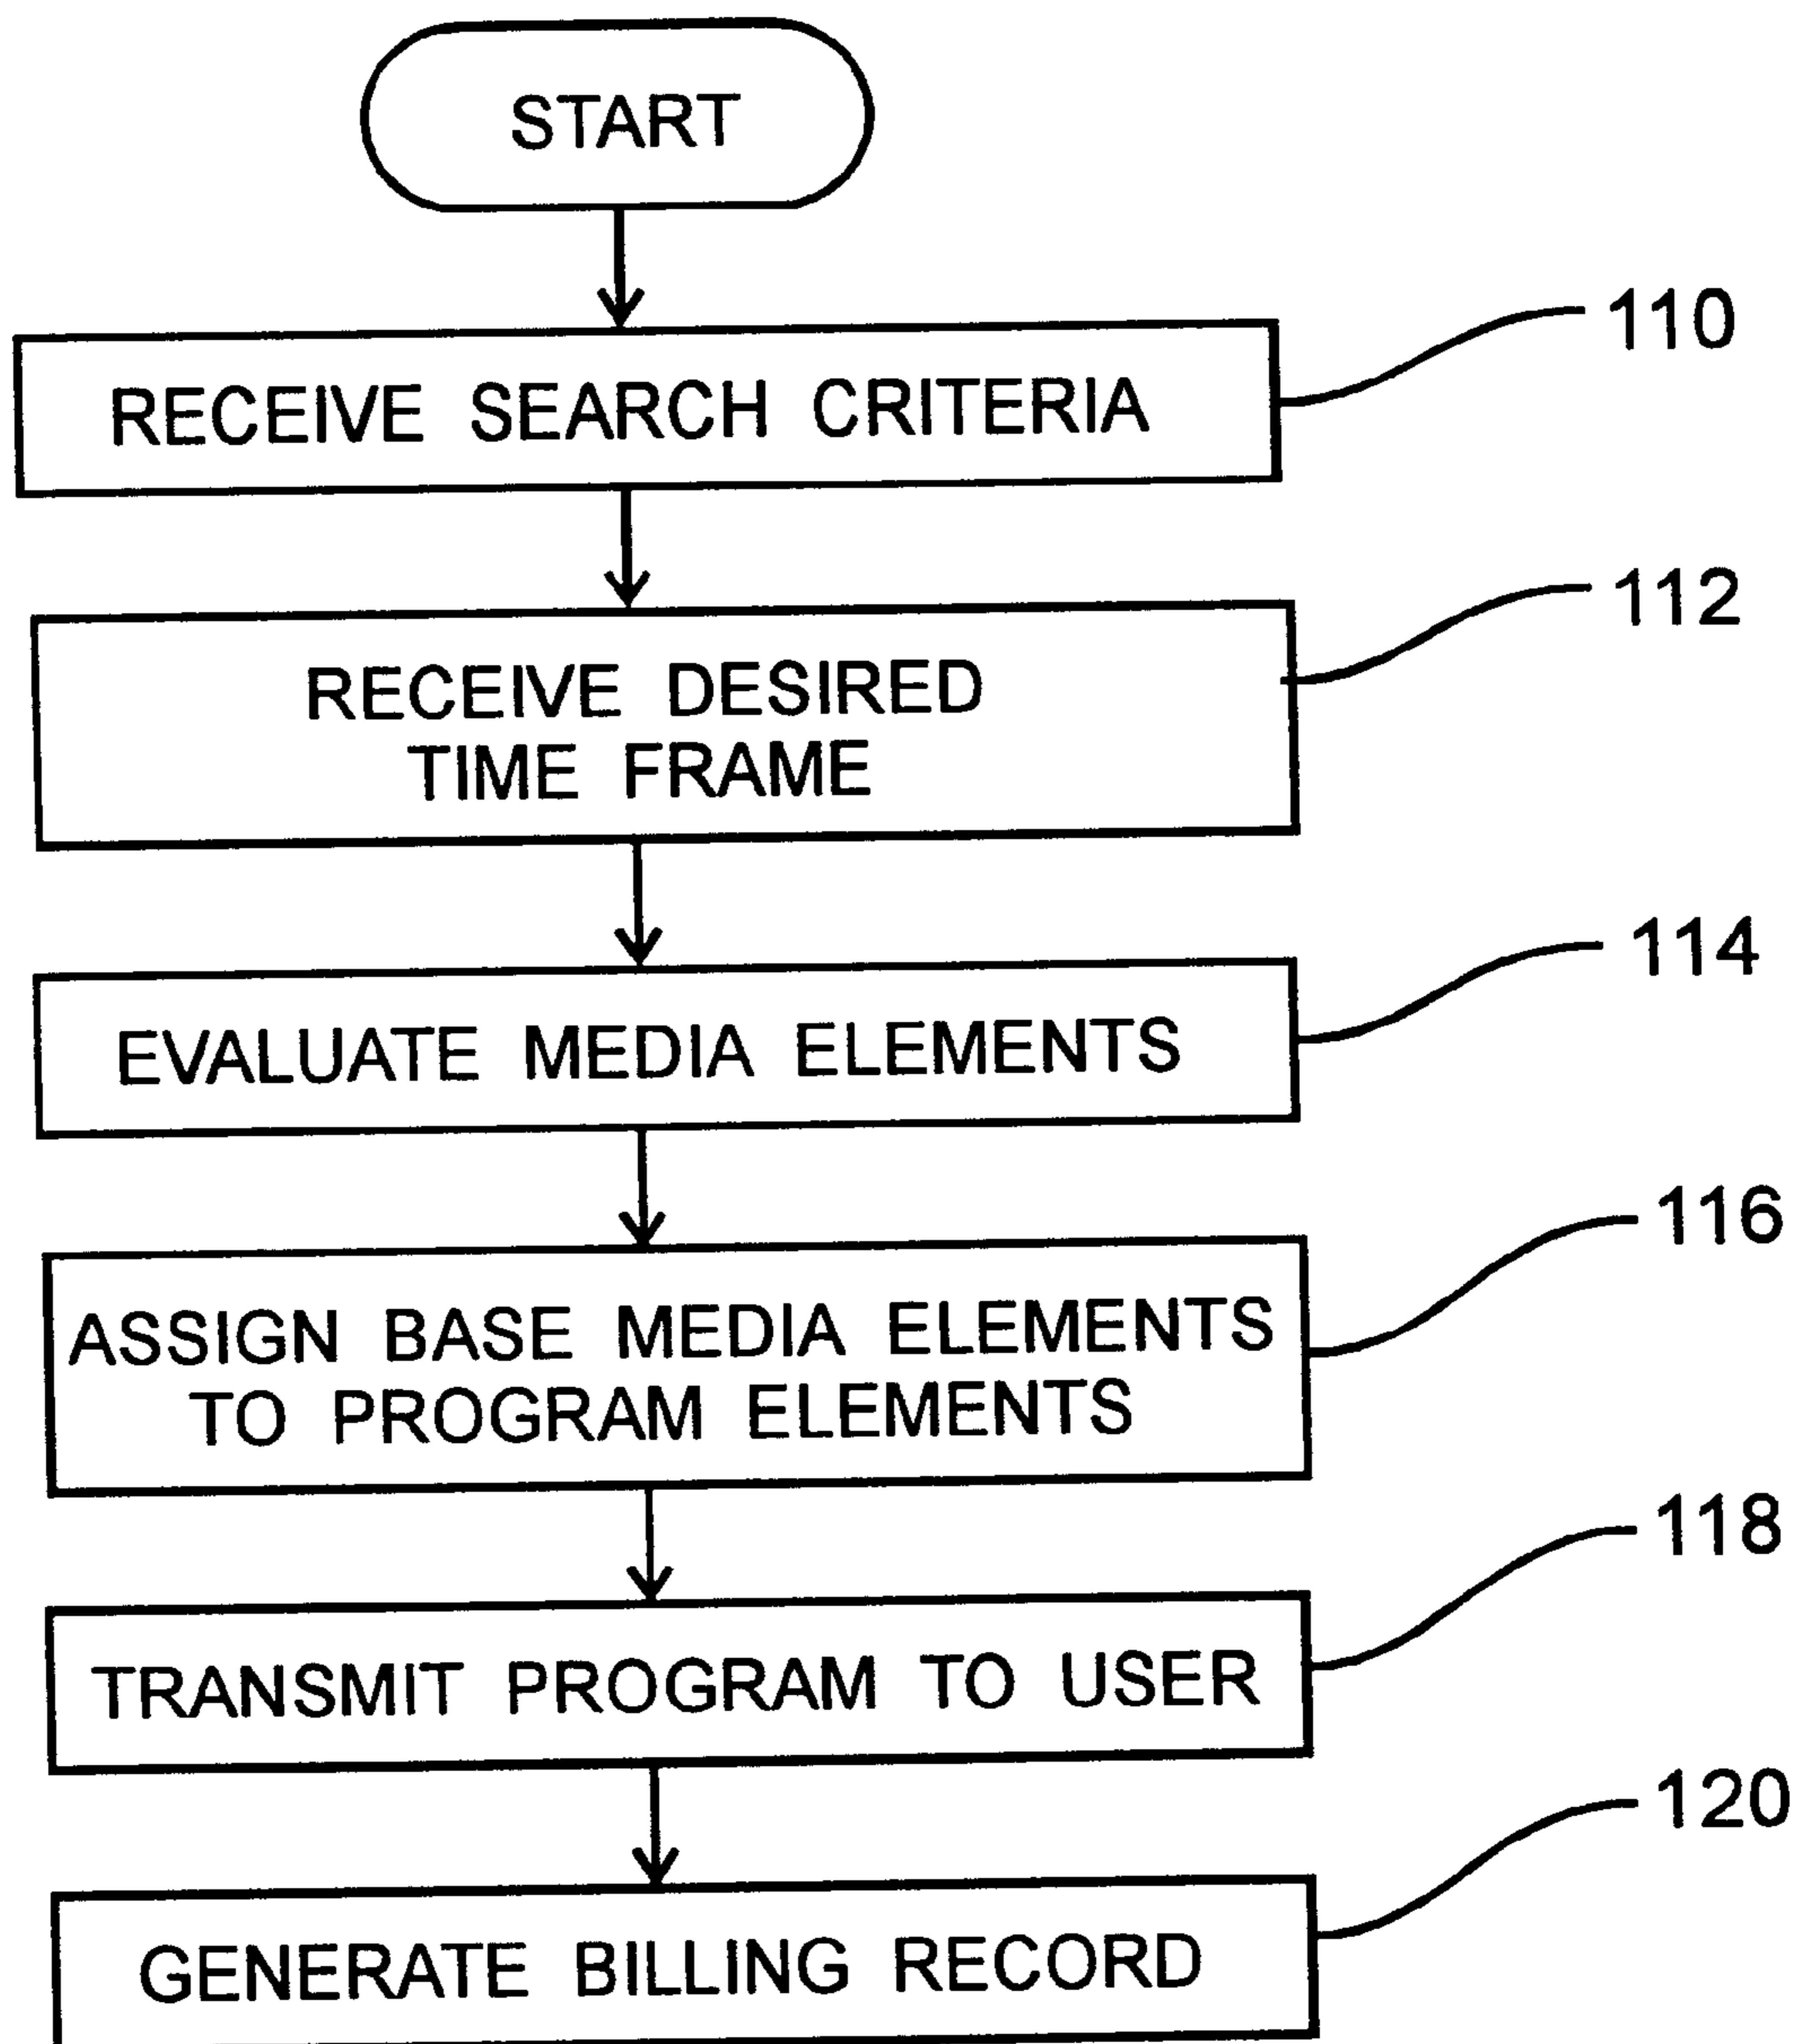 START
110
RECEIVE SEARCH CRITERIA
112
RECEIVE DESIRED
TIME FRAME
114
EVALUATE MEDIA ELEMENTS
116
ASSIGN BASE MEDIA ELEMENTS
TO PROGRAM ELEMENTS
118
TRANSMIT PROGRAM TO USER
120
GENERATE BILLING RECORD